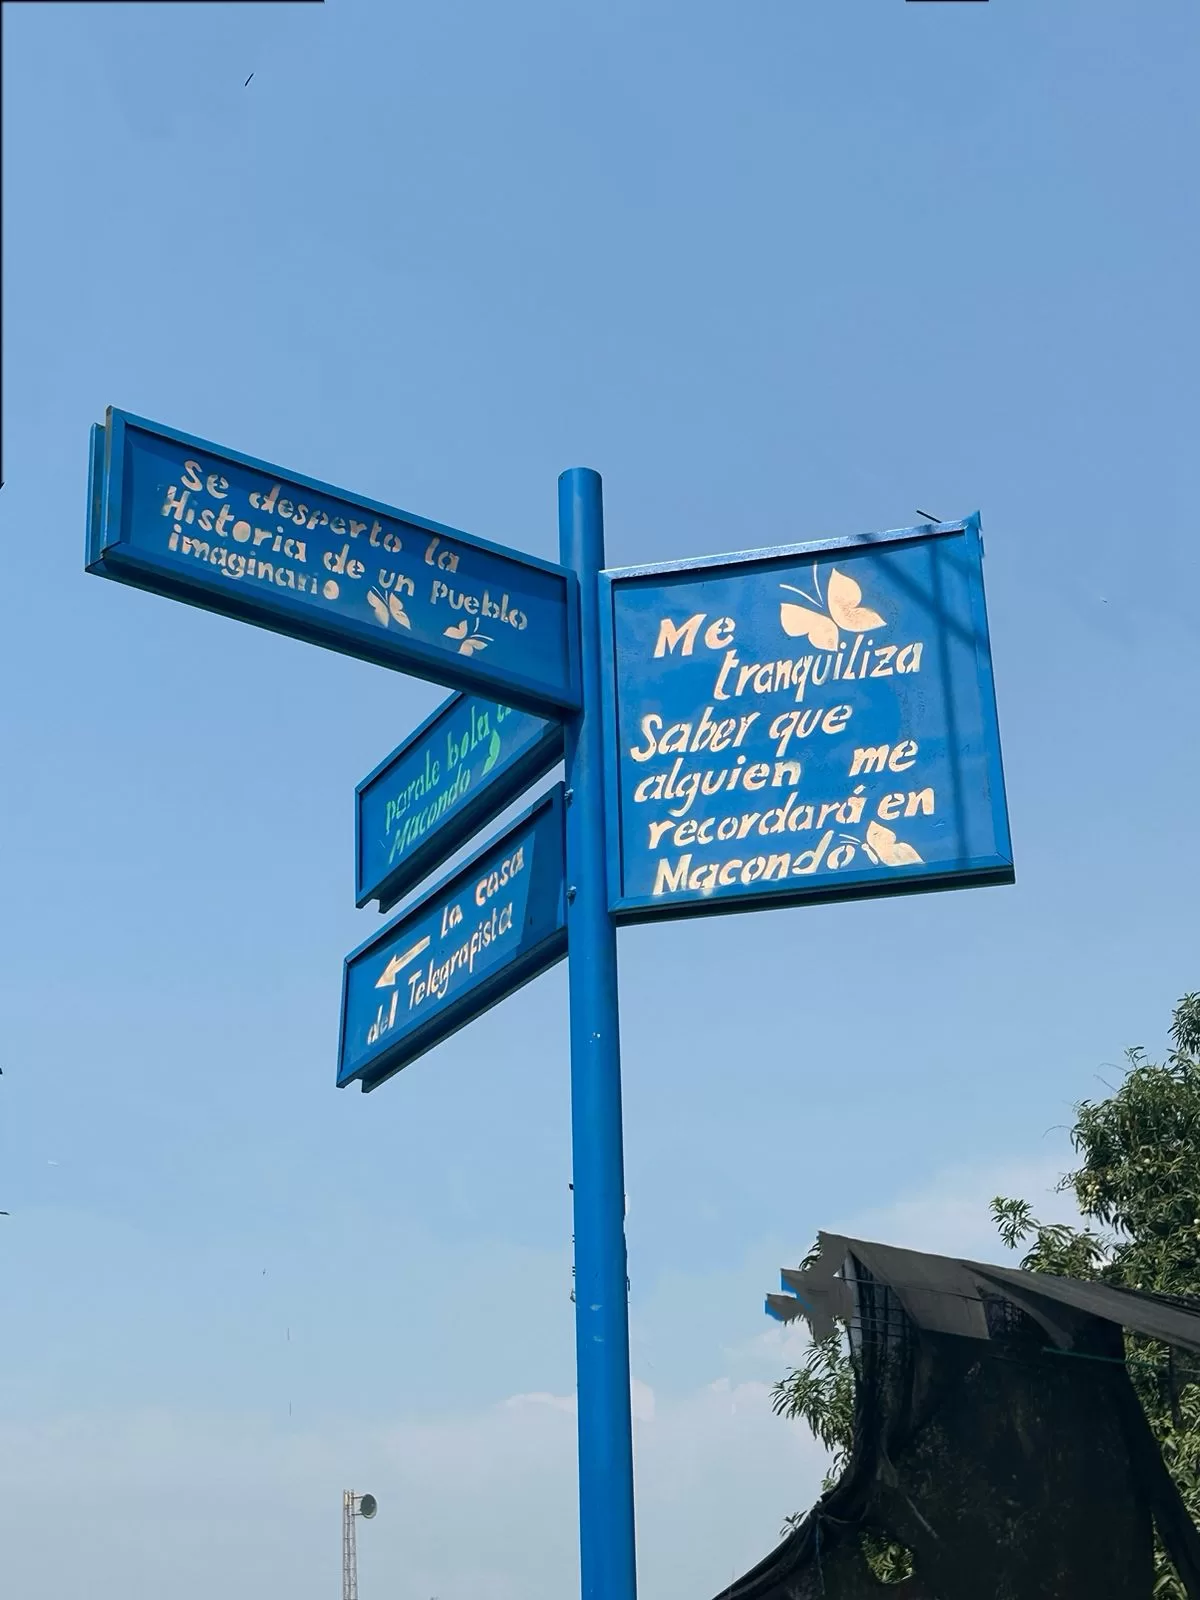 Se desperto la
Historia de un pueblo
imaginario
Me
tranquiliza
Saber que
alguien me
recordará en
Macondo
parale bola
Macondo
La casa
del Telegrafista